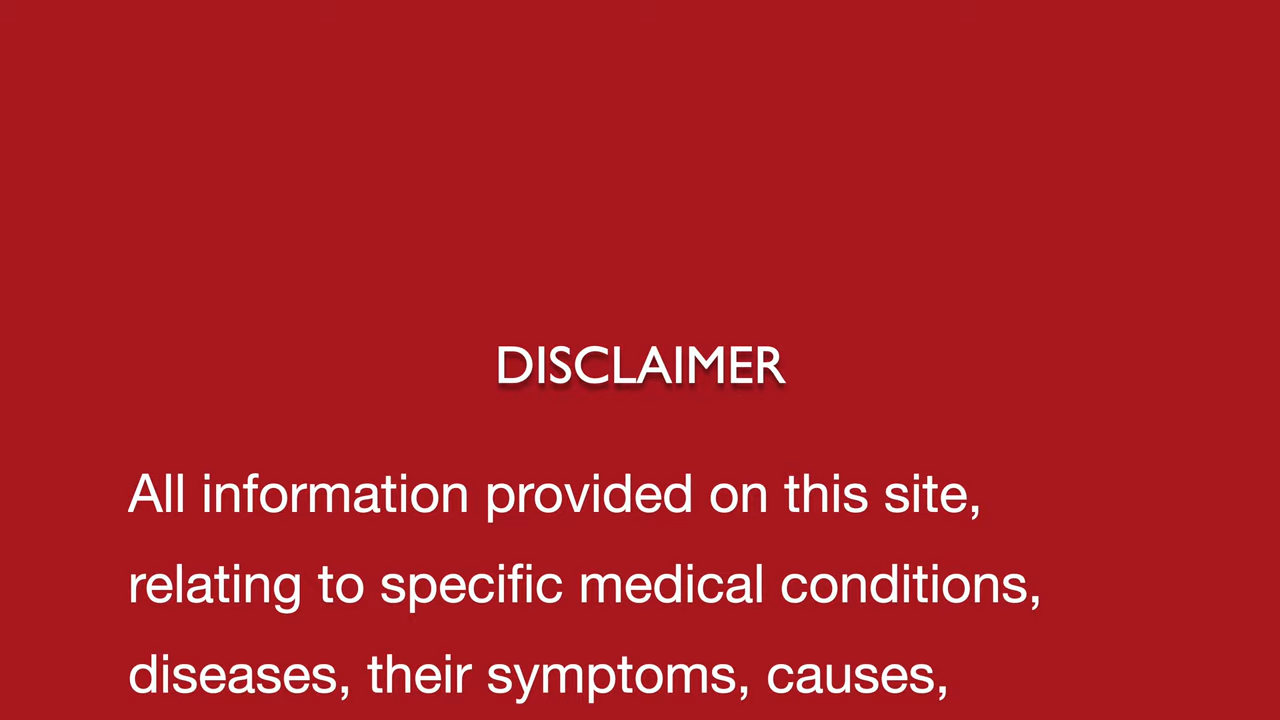 DISCLAIMER
All information provided on this site,
relating to specific medical conditions,
diseases, their symptoms, causes,